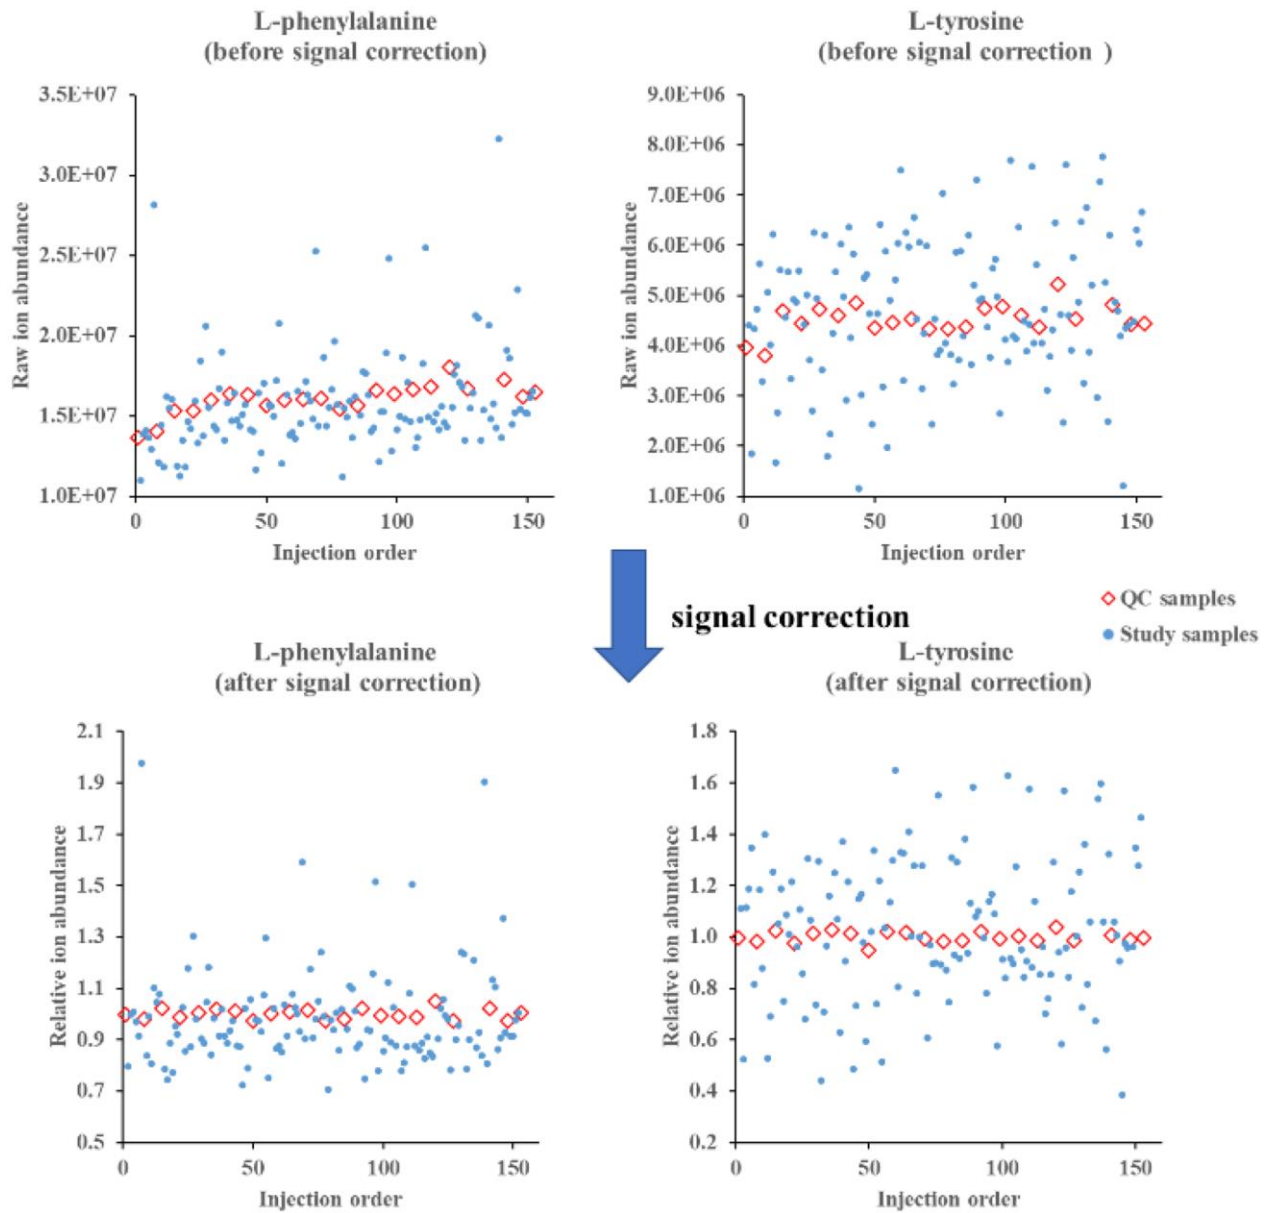 L-phenylalanine
(before signal correction)
3.5E+07
3.0E+07
2.5E+07
2.0E+07
1.5E+07
1.0E+07
Raw ion abundance
0 50 100 150
Injection order
L-tyrosine
(before signal correction )
9.0E+06
8.0E+06
7.0E+06
6.0E+06
5.0E+06
4.0E+06
3.0E+06
2.0E+06
1.0E+06
Raw ion abundance
0 50 100 150
Injection order
signal correction
QC samples
Study samples
L-phenylalanine
(after signal correction)
2.1
1.9
1.7
1.5
1.3
1.1
0.9
0.7
0.5
Relative ion abundance
0 50 100 150
Injection order
L-tyrosine
(after signal correction)
1.8
1.6
1.4
1.2
1.0
0.8
0.6
0.4
0.2
Relative ion abundance
0 50 100 150
Injection order